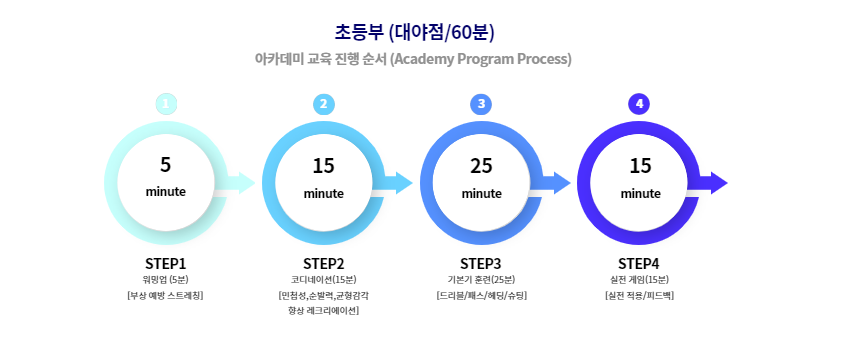 초등부 (대야점/60분)
아카데미 교육 진행 순서 (Academy Program Process)
1
2
3
4
5
minute
15
minute
25
minute
15
minute
STEP1
워밍업 (5분)
[부상 예방 스트레칭]
STEP2
코디네이션(15분)
[민첩성,순발력,균형감각
향상 레크리에이션]
STEP3
기본기 훈련(25분)
[드리블/패스/헤딩/슈팅]
STEP4
실전 게임(15분)
[실전 적용/피드백]